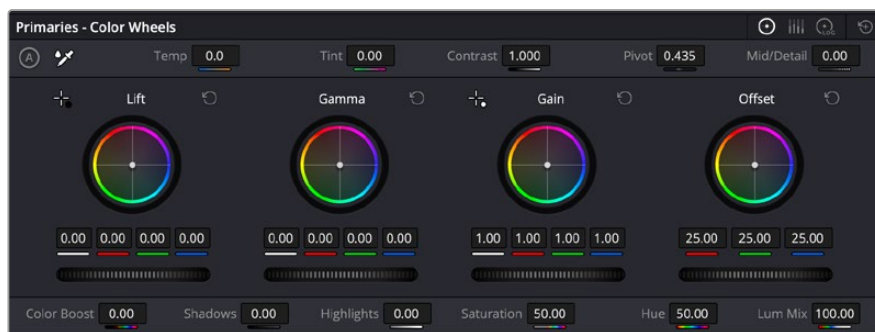 Primaries - Color Wheels
LOG
A Temp 0.0 Tint 0.00 Contrast 1.000 Pivot 0.435 Mid/Detail 0.00
Lift Gamma Gain Offset
0.00 0.00 0.00 0.00 0.00 0.00 0.00 0.00 1.00 1.00 1.00 1.00 25.00 25.00 25.00
Color Boost 0.00 Shadows 0.00 Highlights 0.00 Saturation 50.00 Hue 50.00 Lum Mix 100.00